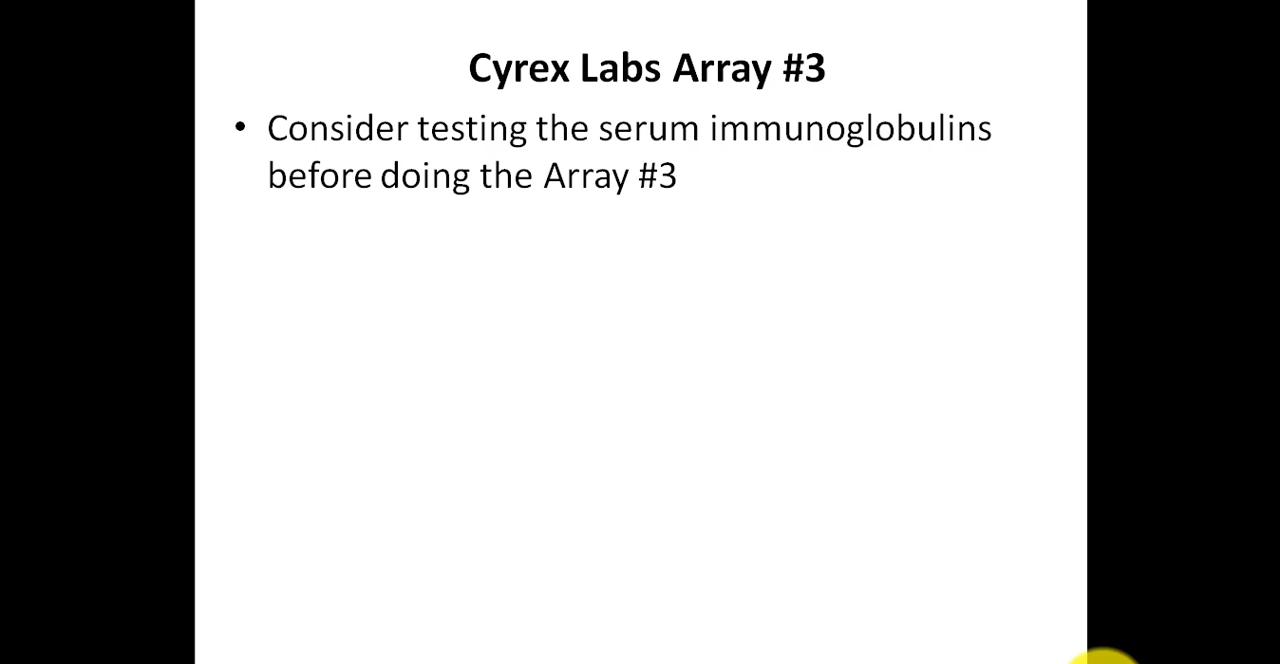 Cyrex Labs Array #3
• Consider testing the serum immunoglobulins
before doing the Array #3